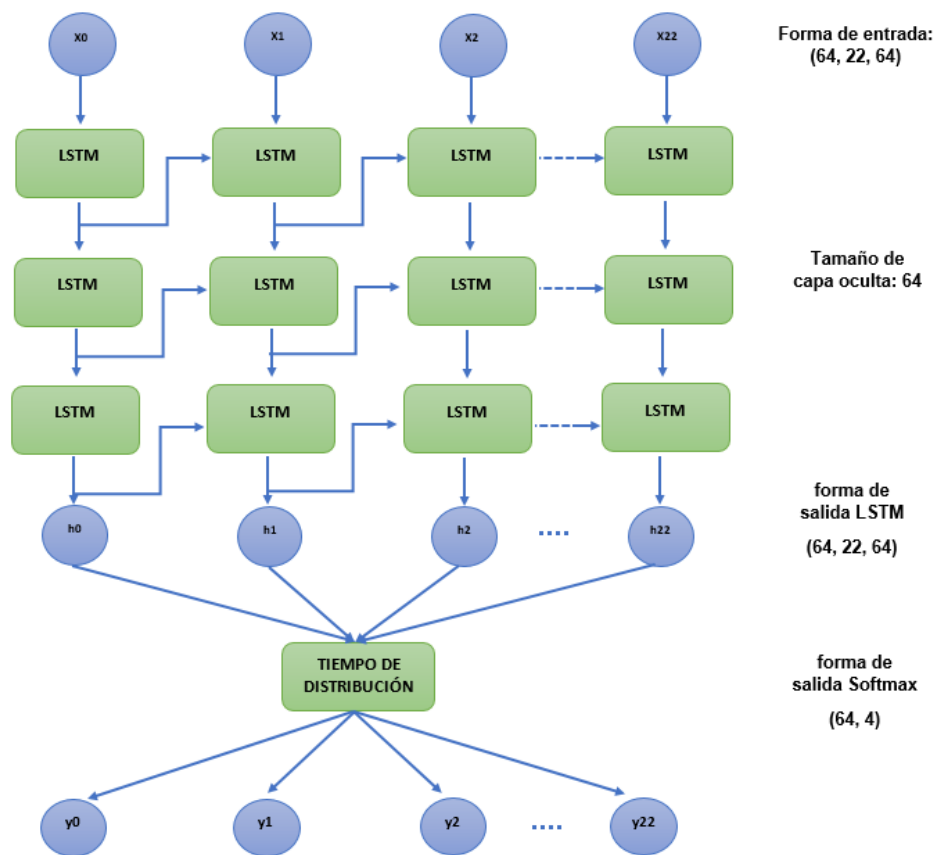 X0
X1
X2
X22
Forma de entrada:
(64, 22, 64)
LSTM
LSTM
LSTM
LSTM
LSTM
LSTM
LSTM
LSTM
Tamaño de
capa oculta: 64
LSTM
LSTM
LSTM
LSTM
forma de
salida LSTM
(64, 22, 64)
h0
h1
h2
....
h22
TIEMPO DE
DISTRIBUCIÓN
forma de
salida Softmax
(64, 4)
y0
y1
y2
....
y22